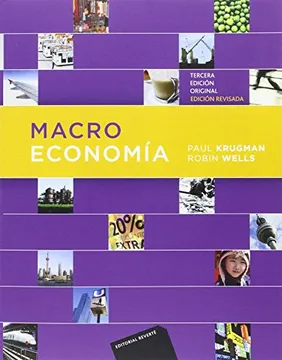 TERCERA
EDICIÓN
ORIGINAL
EDICIÓN REVISADA
MACRO
ECONOMÍA
PAUL KRUGMAN
ROBIN WELLS
20%
EXTRA
EDITORIAL REVERTÉ